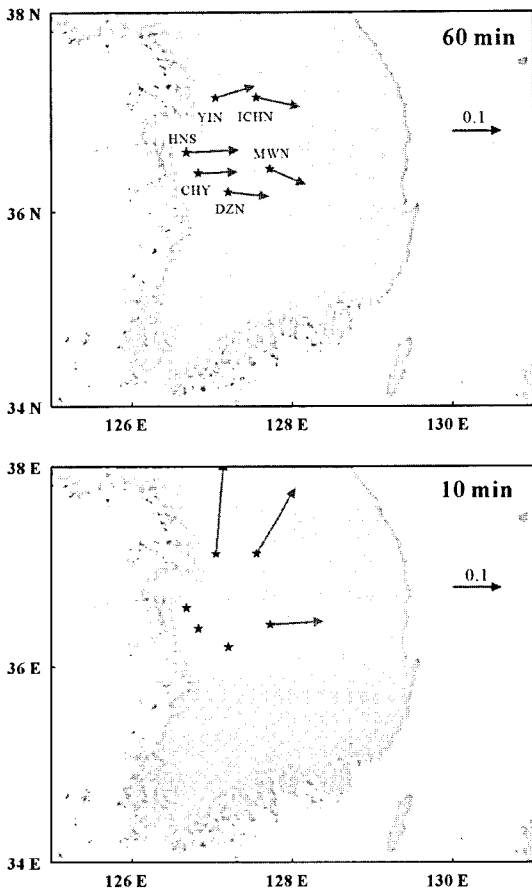 38 N
60 min
YIN ICHN
0.1
HNS
MWN
CHY
36 N
DZN
34 N
126 E 128 E 130 E
38 E
10 min
0.1
36 E
34 E
126 E 128 E 130 E